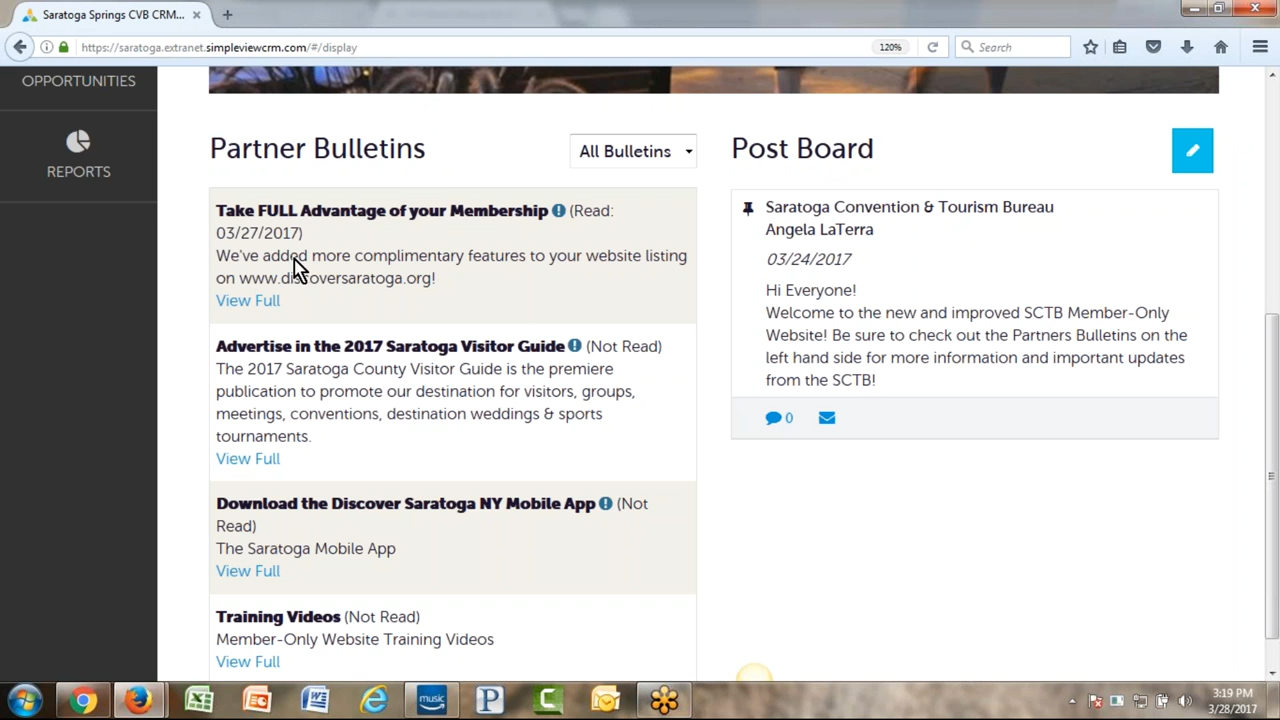 Saratoga Springs CVB CRM...
https://saratoga.extranet.simpleviewcrm.com/#/display
120%
Search
OPPORTUNITIES
REPORTS
Partner Bulletins
All Bulletins
Take FULL Advantage of your Membership (Read:
03/27/2017)
We've added more complimentary features to your website listing
on www.discoversaratoga.org!
View Full
Advertise in the 2017 Saratoga Visitor Guide (Not Read)
The 2017 Saratoga County Visitor Guide is the premiere
publication to promote our destination for visitors, groups,
meetings, conventions, destination weddings & sports
tournaments.
View Full
Download the Discover Saratoga NY Mobile App (Not
Read)
The Saratoga Mobile App
View Full
Training Videos (Not Read)
Member-Only Website Training Videos
View Full
Post Board
Saratoga Convention & Tourism Bureau
Angela LaTerra
03/24/2017
Hi Everyone!
Welcome to the new and improved SCTB Member-Only
Website! Be sure to check out the Partners Bulletins on the
left hand side for more information and important updates
from the SCTB!
0
music
3:19 PM
3/28/2017